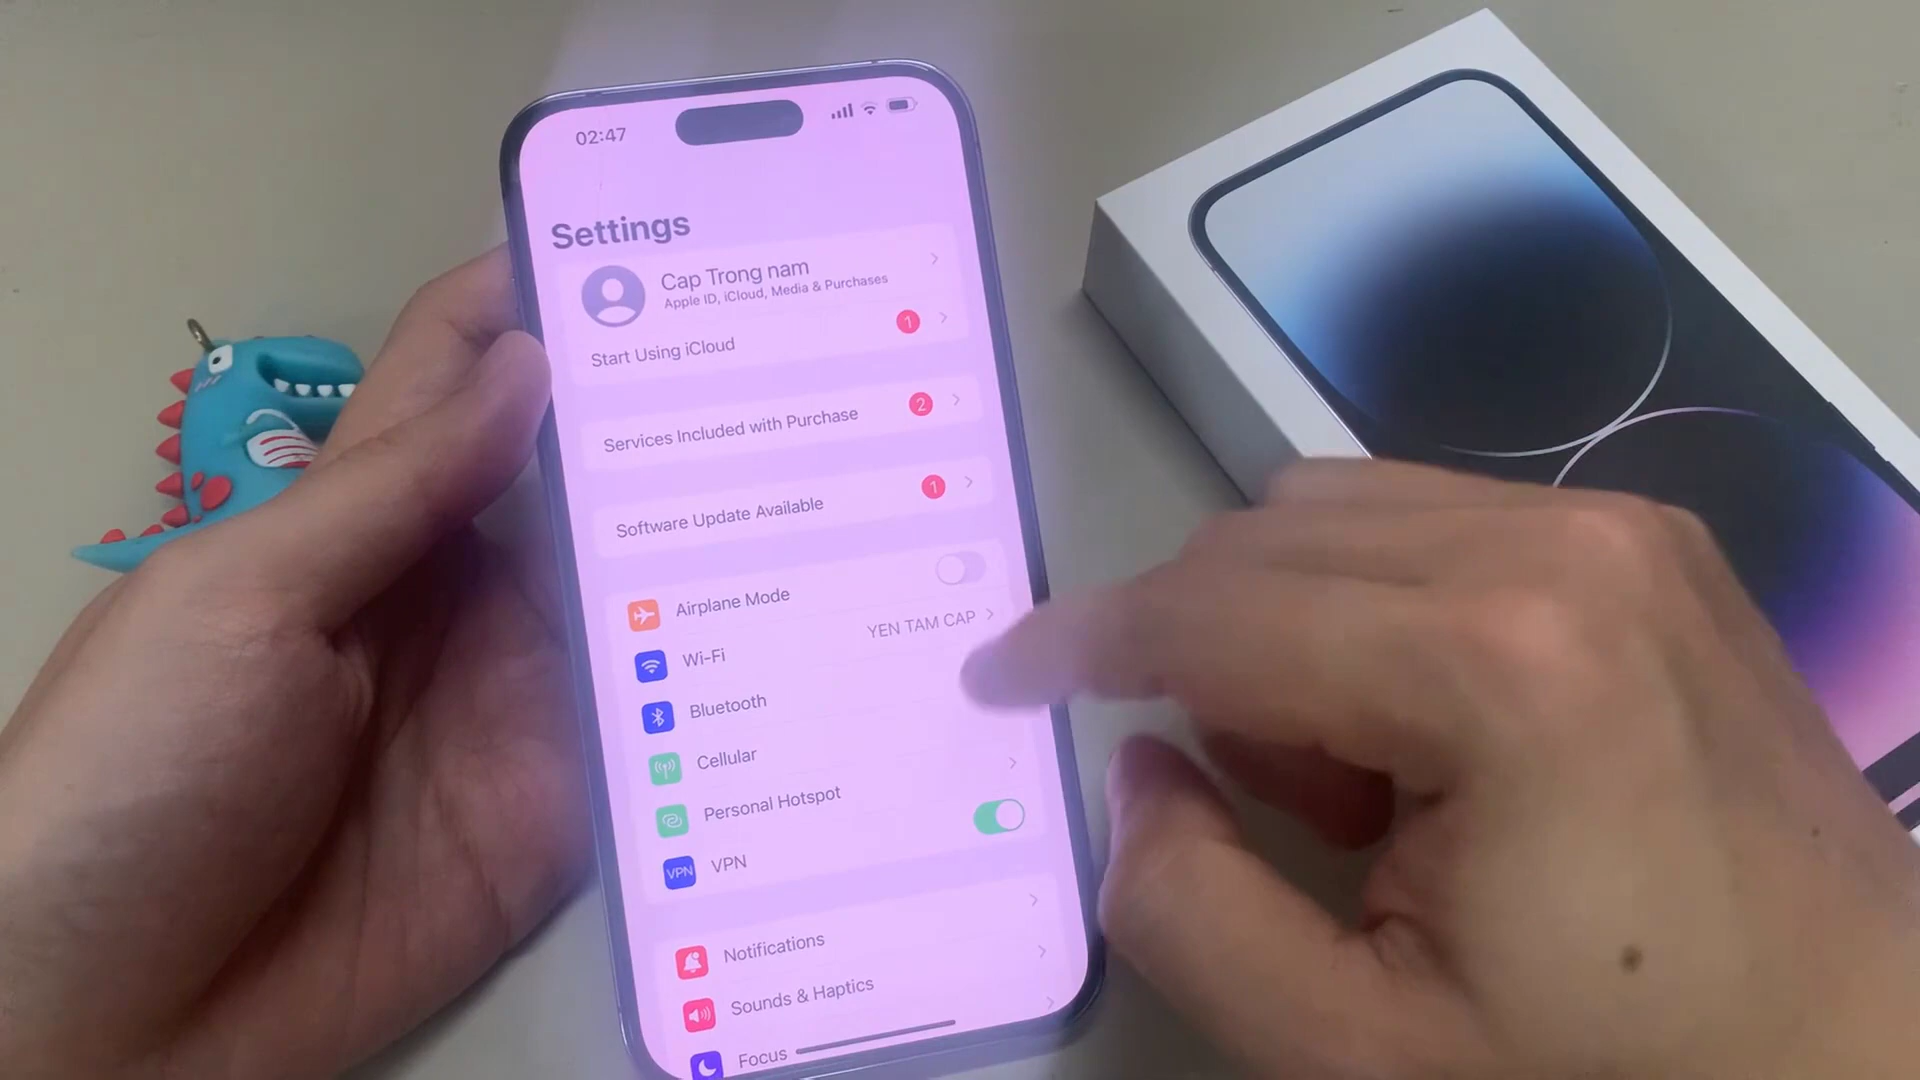 02:47
Settings
Cap Trong nam
Apple ID, iCloud, Media & Purchases
Start Using iCloud 1
Services Included with Purchase 2
Software Update Available 1
Airplane Mode
Wi-Fi YEN TAM CAP
Bluetooth
Cellular
Personal Hotspot
VPN VPN
Notifications
Sounds & Haptics
Focus